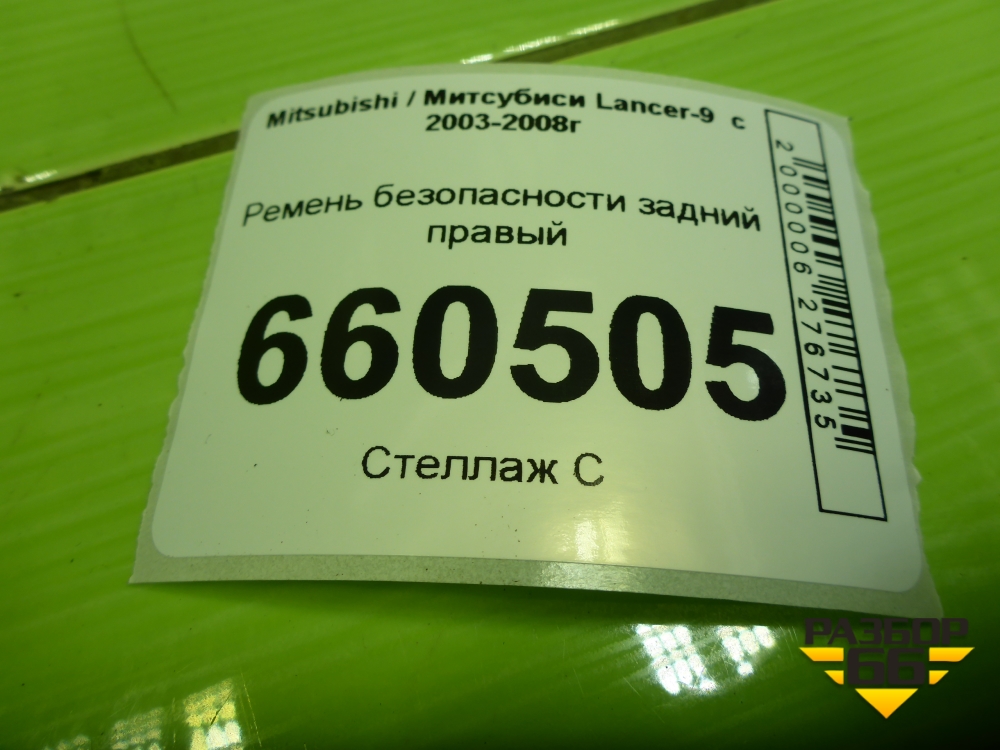 Mitsubishi / Митсубиси Lancer-9 с
2003-2008г
Ремень безопасности задний
правый
660505
Стеллаж С
2000006276735
РАЗБОР
66